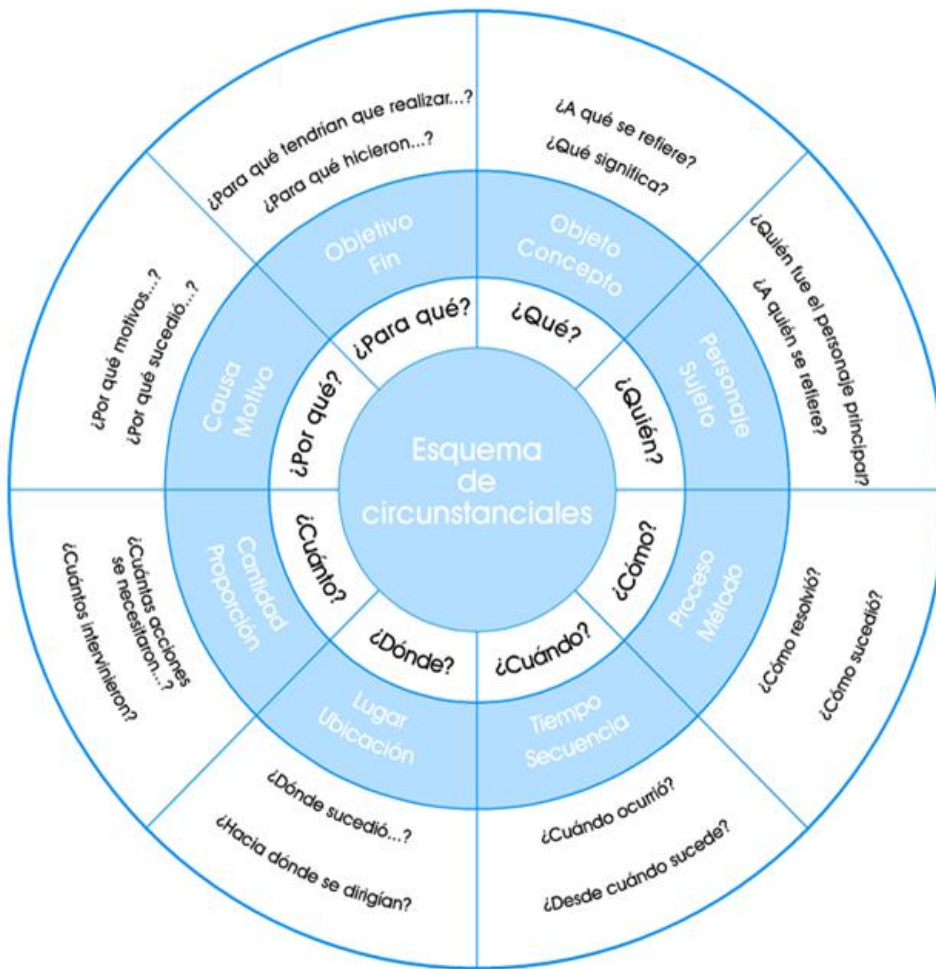 Esquema
de
circunstanciales
¿Qué?
Objeto
Concepto
¿A qué se refiere?
¿Qué significa?
¿Quién?
Personaje
Sujeto
¿Quién fue el personaje principal?
¿A quién se refiere?
¿Cómo?
Proceso
Método
¿Cómo resolvió?
¿Cómo sucedió?
¿Cuándo?
Tiempo
Secuencia
¿Cuándo ocurrió?
¿Desde cuándo sucede?
¿Dónde?
Lugar
Ubicación
¿Dónde sucedió...?
¿Hacia dónde se dirigían?
¿Cuánto?
Cantidad
Proporción
¿Cuántas acciones
se necesitaron...?
¿Cuántos intervinieron?
¿Por qué?
Causa
Motivo
¿Por qué motivos...?
¿Por qué sucedió...?
¿Para qué?
Objetivo
Fin
¿Para qué tendrían que realizar...?
¿Para qué hicieron...?